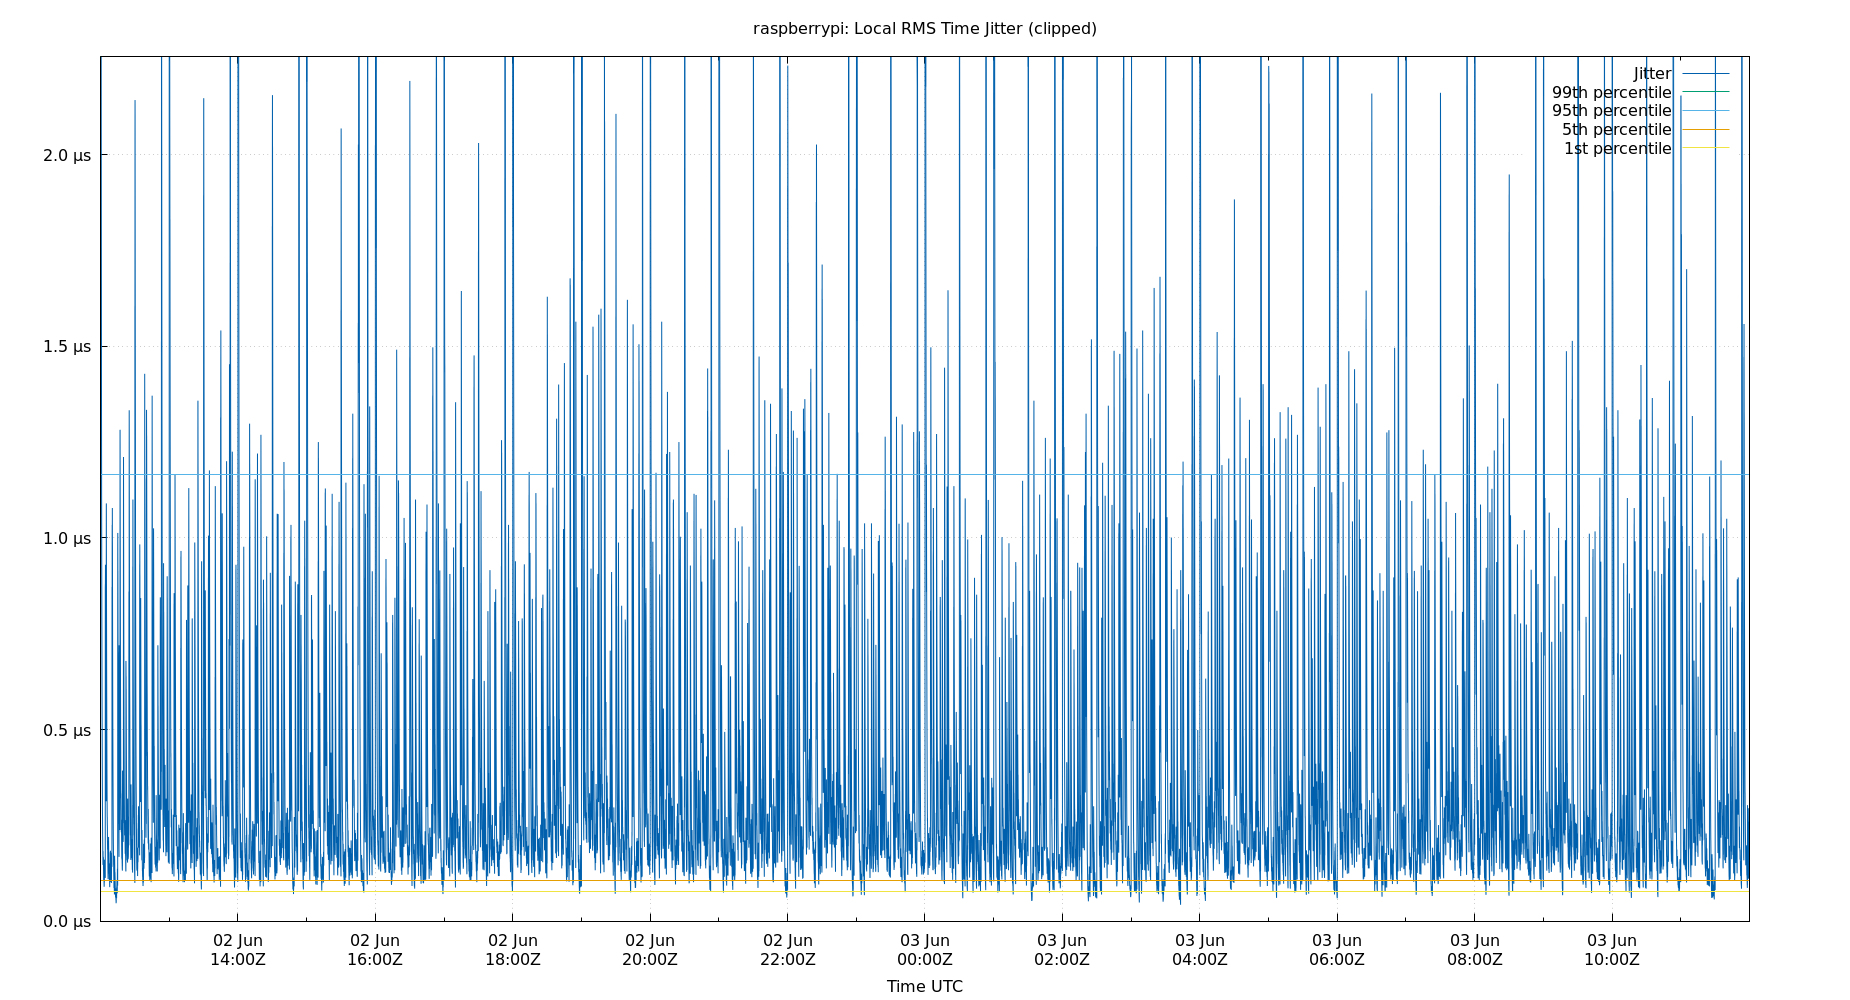 raspberrypi: Local RMS Time Jitter (clipped)
Jitter
99th percentile
95th percentile
5th percentile
1st percentile
2.0 µs
1.5 µs
1.0 µs
0.5 µs
0.0 µs
02 Jun 02 Jun 02 Jun 02 Jun 02 Jun 03 Jun 03 Jun 03 Jun 03 Jun 03 Jun 03 Jun
14:00Z 16:00Z 18:00Z 20:00Z 22:00Z 00:00Z 02:00Z 04:00Z 06:00Z 08:00Z 10:00Z
Time UTC